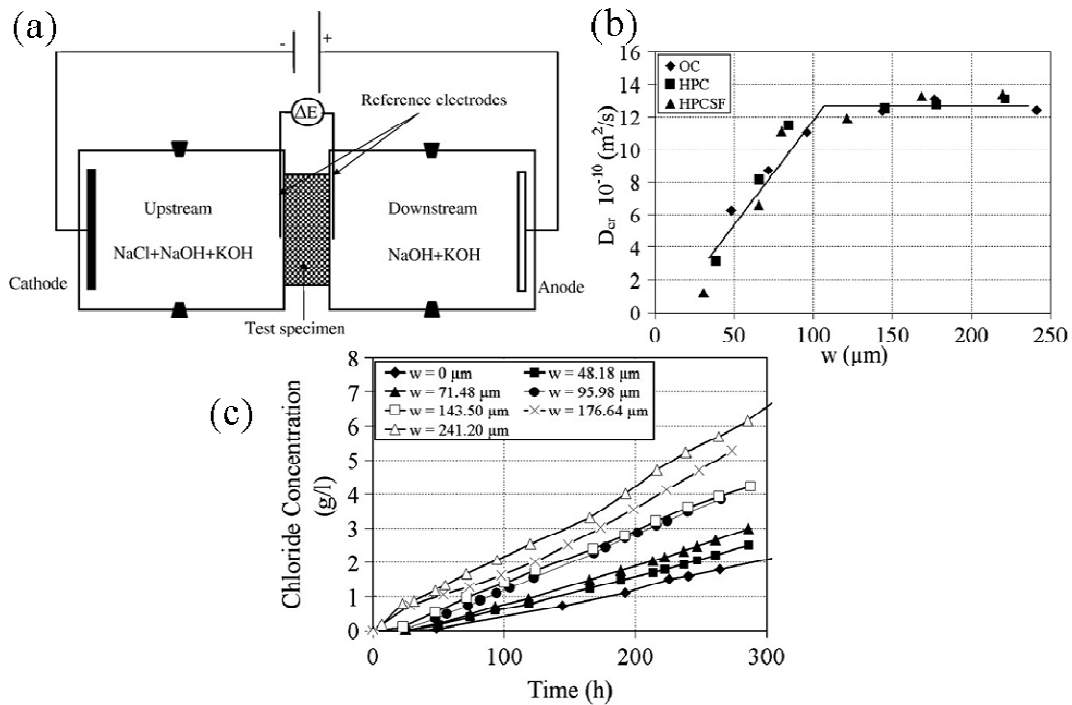 (a)
- +
Reference electrodes
ΔE
Upstream
Downstream
NaCl+NaOH+KOH
NaOH+KOH
Cathode
Anode
Test specimen
(b)
16
14
12
10
8
6
4
2
0
OC
HPC
HPCSF
D_cr 10^-10 (m²/s)
0 50 100 150 200 250
w (µm)
(c)
8
7
6
5
4
3
2
1
0
w = 0 µm
w = 48.18 µm
w = 71.48 µm
w = 95.98 µm
w = 143.50 µm
w = 176.64 µm
w = 241.20 µm
Chloride Concentration
(g/l)
0 100 200 300
Time (h)